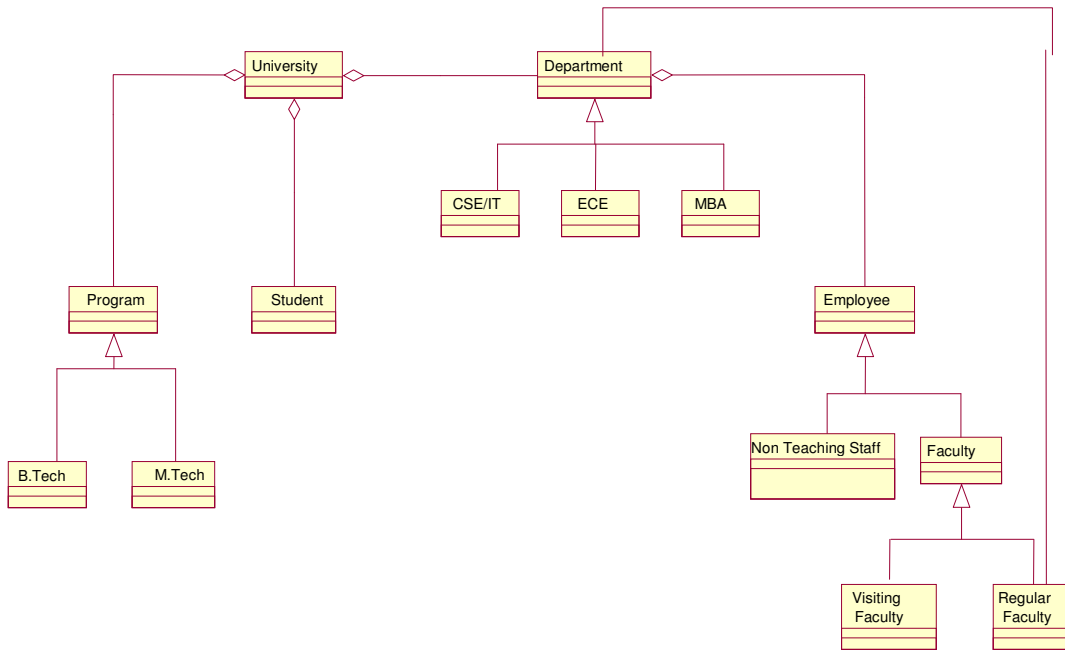 University
Department
CSE/IT
ECE
MBA
Program
Student
Employee
Non Teaching Staff
Faculty
B.Tech
M.Tech
Visiting
Faculty
Regular
Faculty